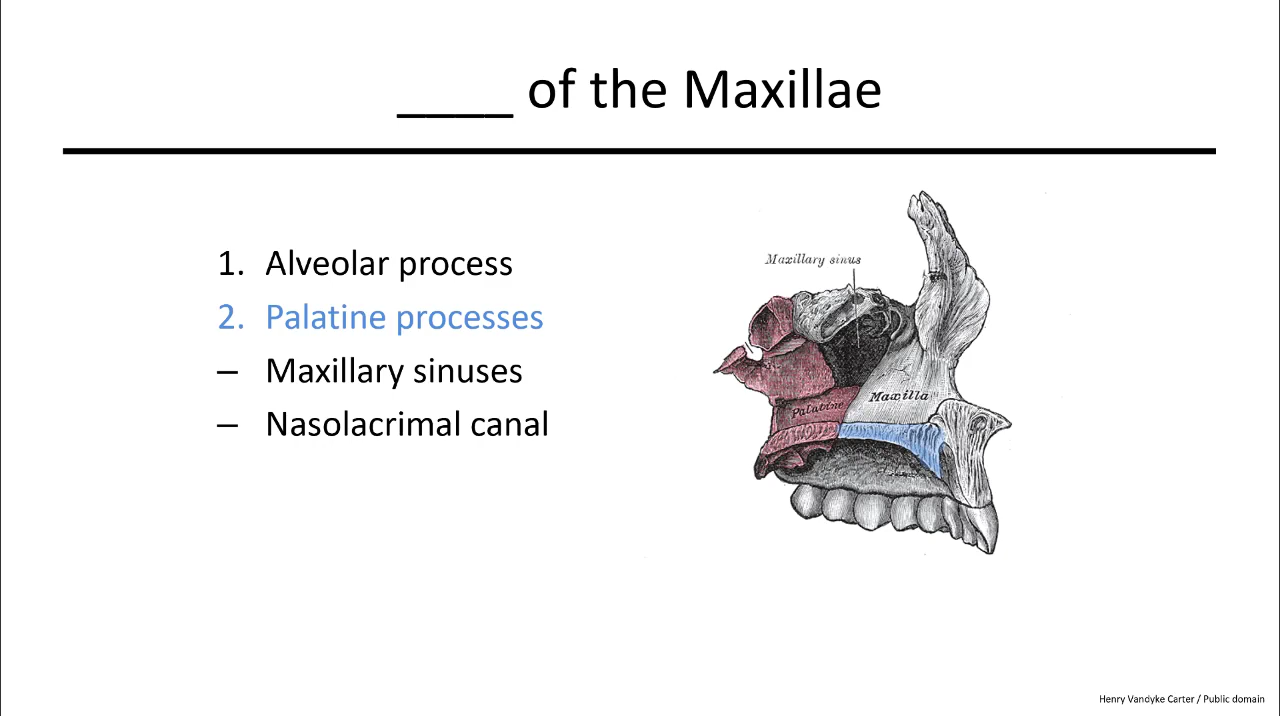 ____ of the Maxillae
1. Alveolar process
2. Palatine processes
– Maxillary sinuses
– Nasolacrimal canal
Maxillary sinus
Maxilla
Palatine
Henry Vandyke Carter / Public domain